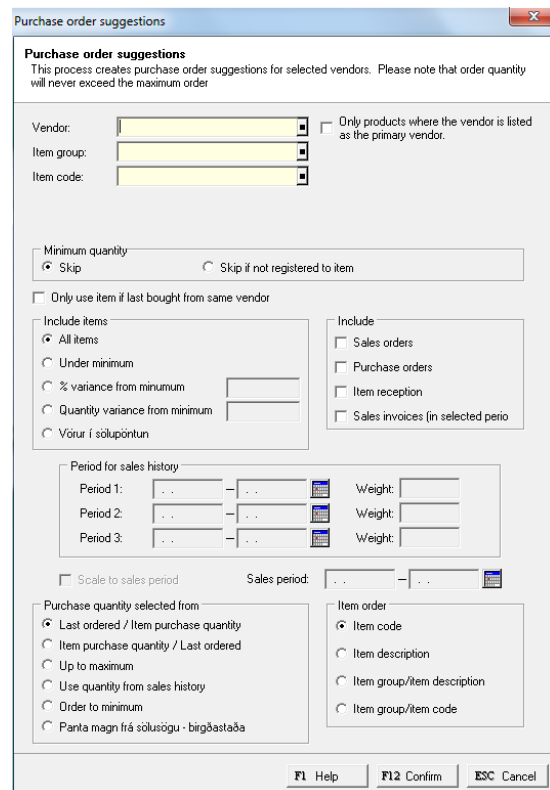 Purchase order suggestions
Purchase order suggestions
This process creates purchase order suggestions for selected vendors. Please note that order quantity
will never exceed the maximum order
Vendor:
Only products where the vendor is listed
as the primary vendor.
Item group:
Item code:
Minimum quantity
Skip
Skip if not registered to item
Only use item if last bought from same vendor
Include items
All items
Under minimum
% variance from minumum
Quantity variance from minimum
Vörur í sölupöntun
Include
Sales orders
Purchase orders
Item reception
Sales invoices (in selected perio
Period for sales history
Period 1: . . – . . Weight:
Period 2: . . – . . Weight:
Period 3: . . – . . Weight:
Scale to sales period
Sales period: . . – . .
Purchase quantity selected from
Last ordered / Item purchase quantity
Item purchase quantity / Last ordered
Up to maximum
Use quantity from sales history
Order to minimum
Panta magn frá sölusögu - birgðastaða
Item order
Item code
Item description
Item group/item description
Item group/item code
F1 Help
F12 Confirm
ESC Cancel